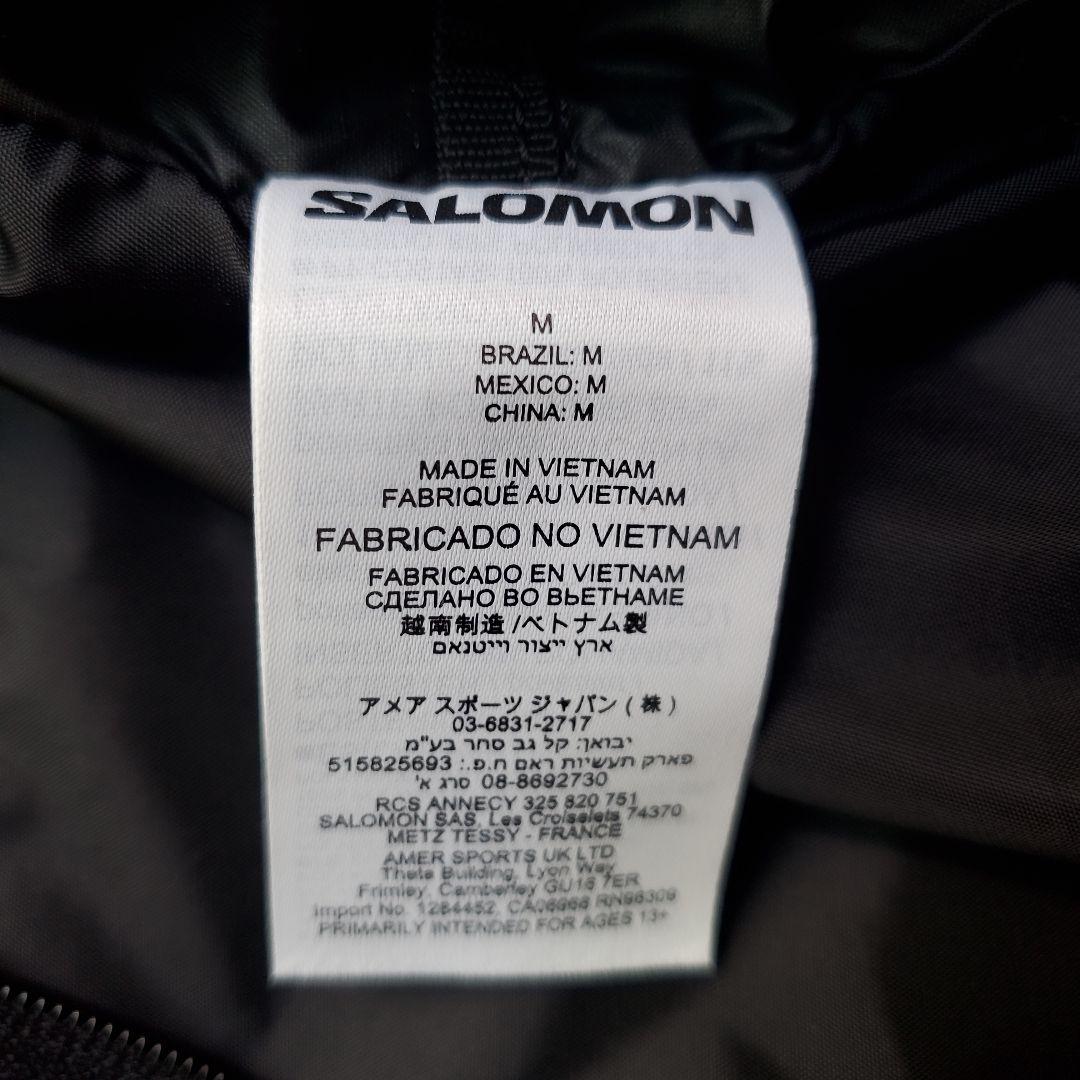 SALOMON
M
BRAZIL: M
MEXICO: M
CHINA: M
MADE IN VIETNAM
FABRIQUÉ AU VIETNAM
FABRICADO NO VIETNAM
FABRICADO EN VIETNAM
СДЕЛАНО ВО ВЬЕТНАМЕ
越南制造 /ベトナム製
ארץ ייצור וייטנאם
アメア スポーツ ジャパン ( 株 )
03-6831-2717
יבואן: קל גב סחר בע"מ
פארק תעשיות ראם ח.פ.: 515825693
08-8692730 סרג א'
RCS ANNECY 325 820 751
SALOMON SAS, Les Croiselets 74370
METZ TESSY - FRANCE
AMER SPORTS UK LTD
Theta Building, Lyon Way
Frimley, Camberley GU16 7ER
Import No. 1284452, CA06966 RN96309
PRIMARILY INTENDED FOR AGES 13+